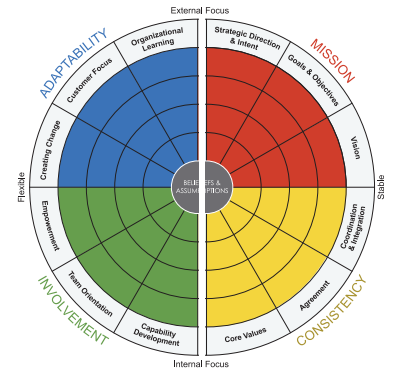 External Focus
ADAPTABILITY
MISSION
Organizational
Learning
Strategic Direction
& Intent
Customer Focus
Goals & Objectives
Creating Change
Vision
Flexible
BELIEFS &
ASSUMPTIONS
Stable
Empowerment
Coordination
& Integration
Team Orientation
Agreement
Capability
Development
Core Values
INVOLVEMENT
CONSISTENCY
Internal Focus